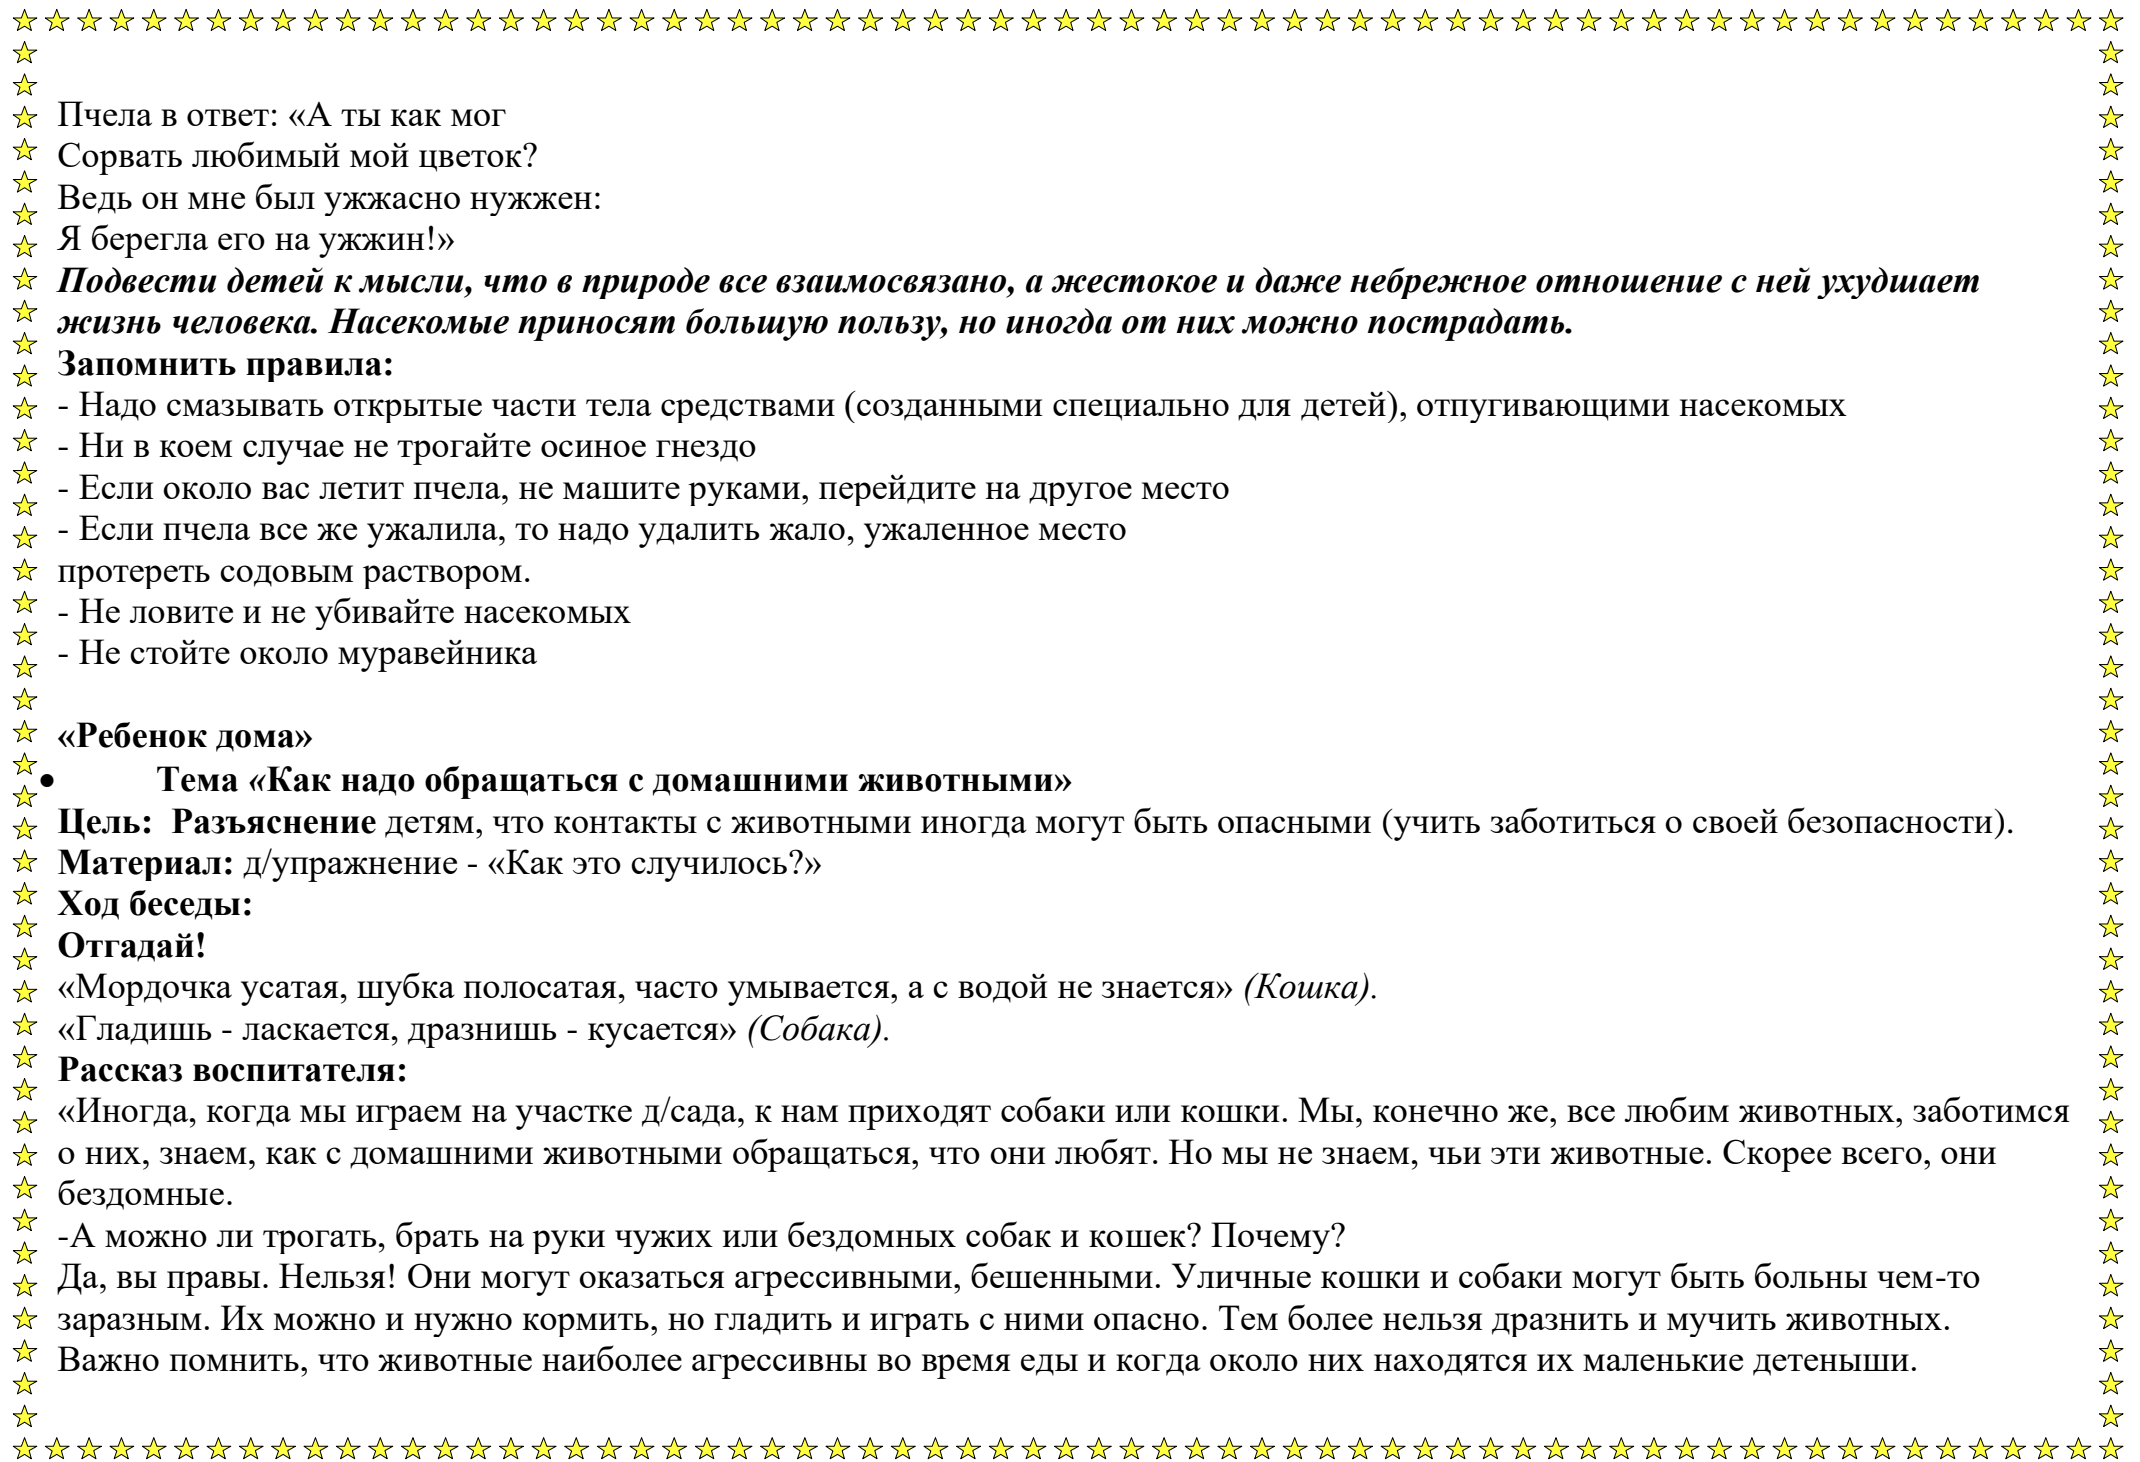 Пчела в ответ: «А ты как мог
Сорвать любимый мой цветок?
Ведь он мне был ужжасно нужжен:
Я берегла его на ужжин!»
Подвести детей к мысли, что в природе все взаимосвязано, а жестокое и даже небрежное отношение с ней ухудшает
жизнь человека. Насекомые приносят большую пользу, но иногда от них можно пострадать.
Запомнить правила:
- Надо смазывать открытые части тела средствами (созданными специально для детей), отпугивающими насекомых
- Ни в коем случае не трогайте осиное гнездо
- Если около вас летит пчела, не машите руками, перейдите на другое место
- Если пчела все же ужалила, то надо удалить жало, ужаленное место
протереть содовым раствором.
- Не ловите и не убивайте насекомых
- Не стойте около муравейника
«Ребенок дома»
• Тема «Как надо обращаться с домашними животными»
Цель: Разъяснение детям, что контакты с животными иногда могут быть опасными (учить заботиться о своей безопасности).
Материал: д/упражнение - «Как это случилось?»
Ход беседы:
Отгадай!
«Мордочка усатая, шубка полосатая, часто умывается, а с водой не знается» (Кошка).
«Гладишь - ласкается, дразнишь - кусается» (Собака).
Рассказ воспитателя:
«Иногда, когда мы играем на участке д/сада, к нам приходят собаки или кошки. Мы, конечно же, все любим животных, заботимся
о них, знаем, как с домашними животными обращаться, что они любят. Но мы не знаем, чьи эти животные. Скорее всего, они
бездомные.
-А можно ли трогать, брать на руки чужих или бездомных собак и кошек? Почему?
Да, вы правы. Нельзя! Они могут оказаться агрессивными, бешенными. Уличные кошки и собаки могут быть больны чем-то
заразным. Их можно и нужно кормить, но гладить и играть с ними опасно. Тем более нельзя дразнить и мучить животных.
Важно помнить, что животные наиболее агрессивны во время еды и когда около них находятся их маленькие детеныши.